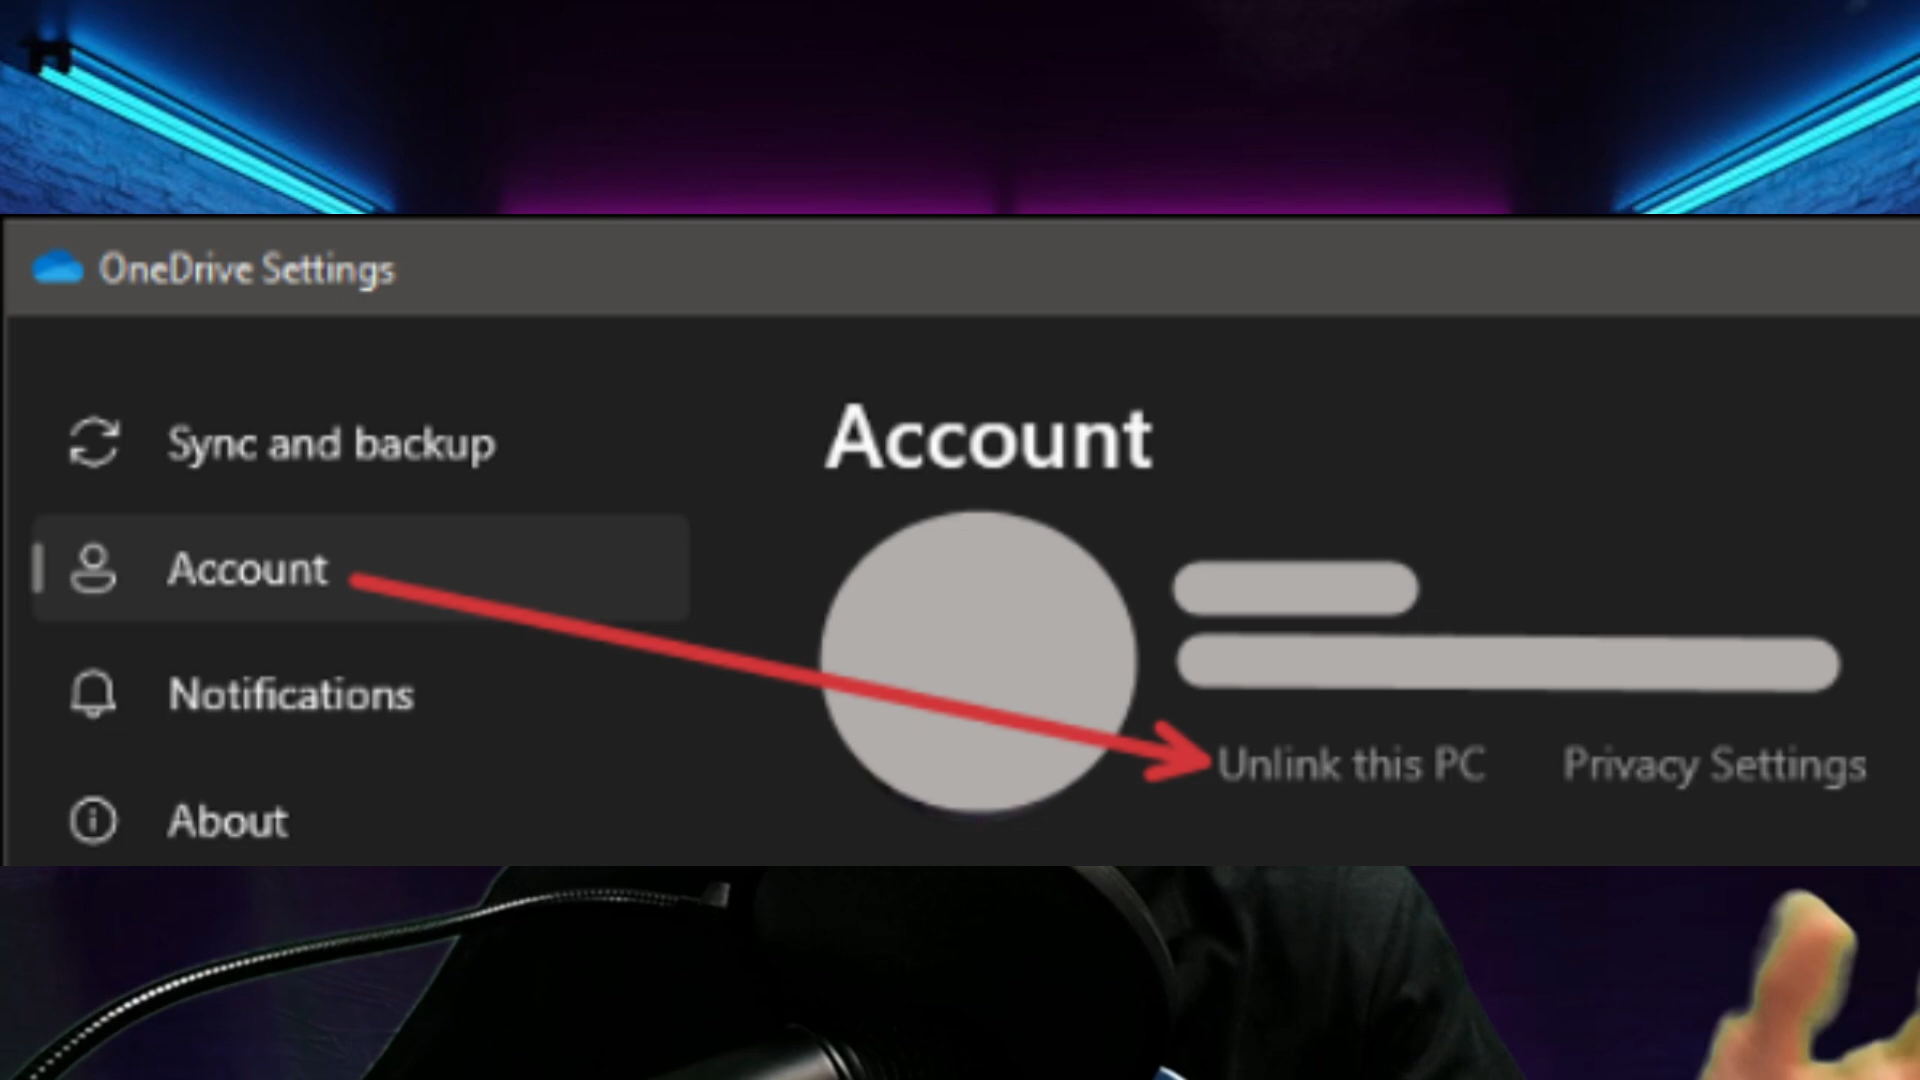 OneDrive Settings
Sync and backup
Account
Notifications
About
Account
Unlink this PC
Privacy Settings